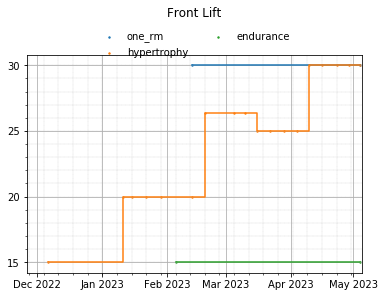 Front Lift
one_rm endurance
hypertrophy
30
25
20
15
Dec 2022 Jan 2023 Feb 2023 Mar 2023 Apr 2023 May 2023